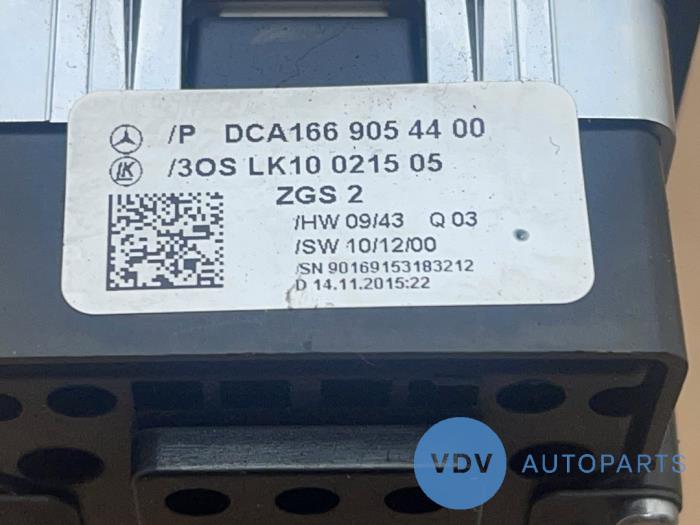 /P DCA166 905 44 00
LK /3OS LK10 0215 05
ZGS 2
/HW 09/43 Q 03
/SW 10/12/00
/SN 90169153183212
D 14.11.2015:22
VDV AUTOPARTS